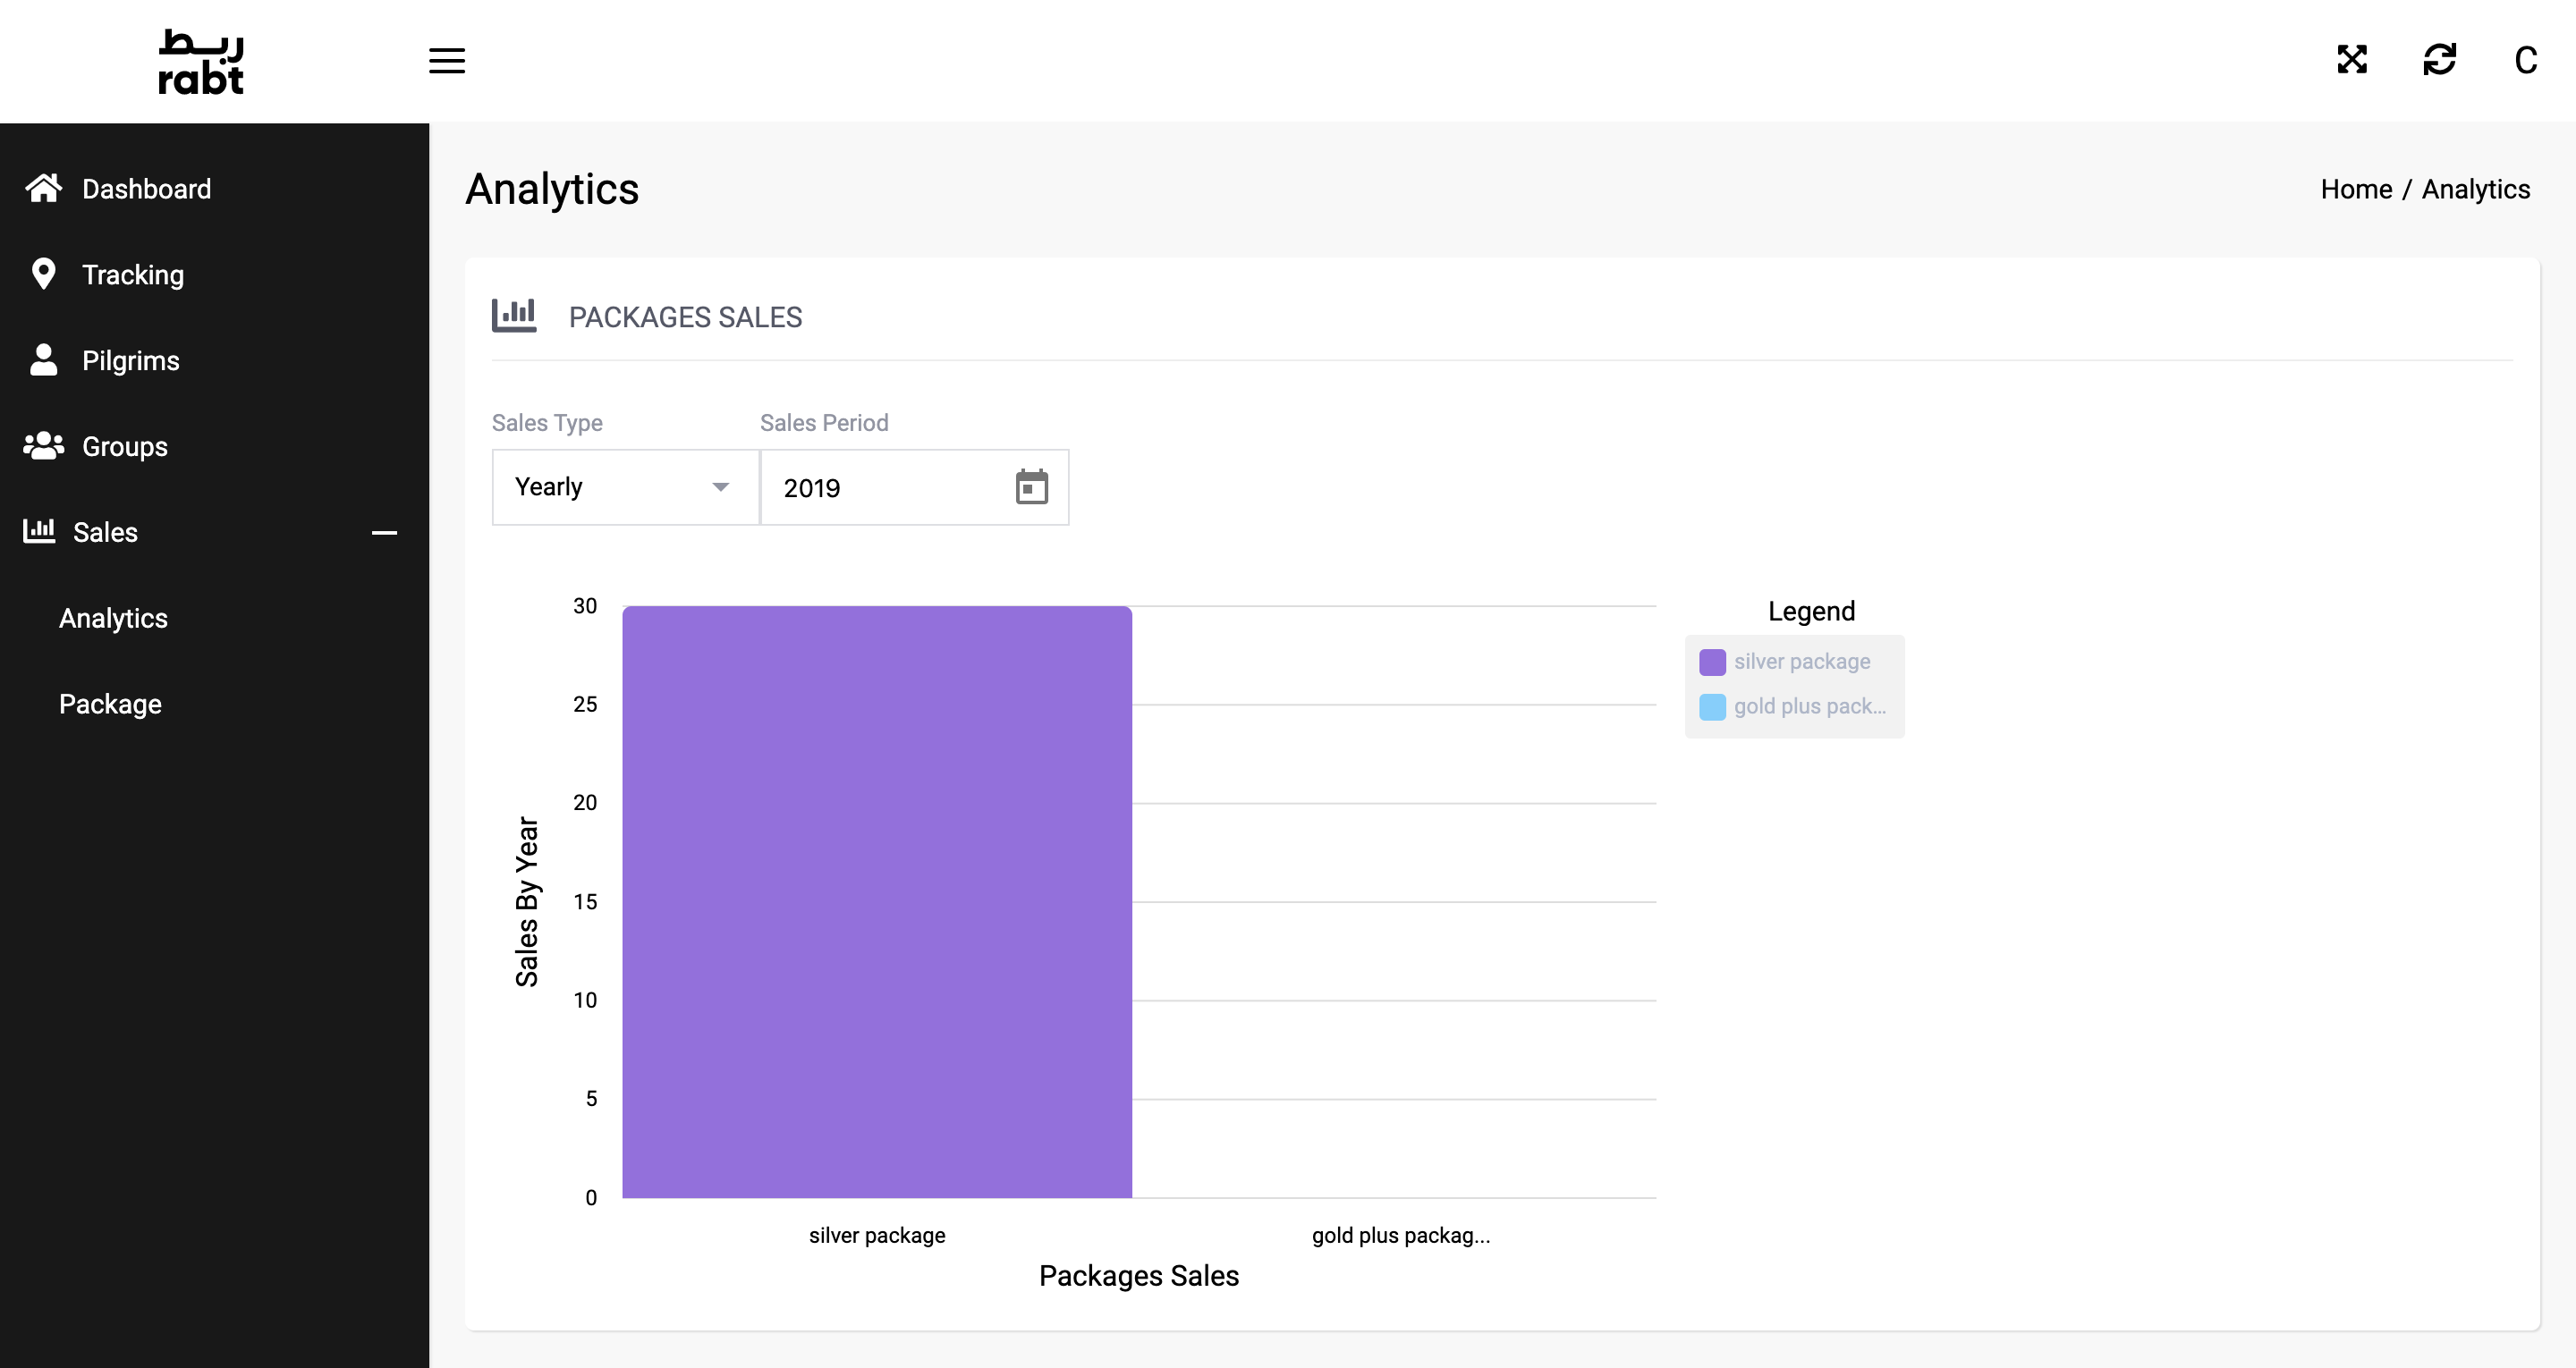 ربط
rabt
C
Dashboard
Tracking
Pilgrims
Groups
Sales
Analytics
Package
Analytics
Home / Analytics
PACKAGES SALES
Sales Type
Sales Period
Yearly
2019
30
25
20
15
10
5
0
Sales By Year
silver package
gold plus packag...
Packages Sales
Legend
silver package
gold plus pack...